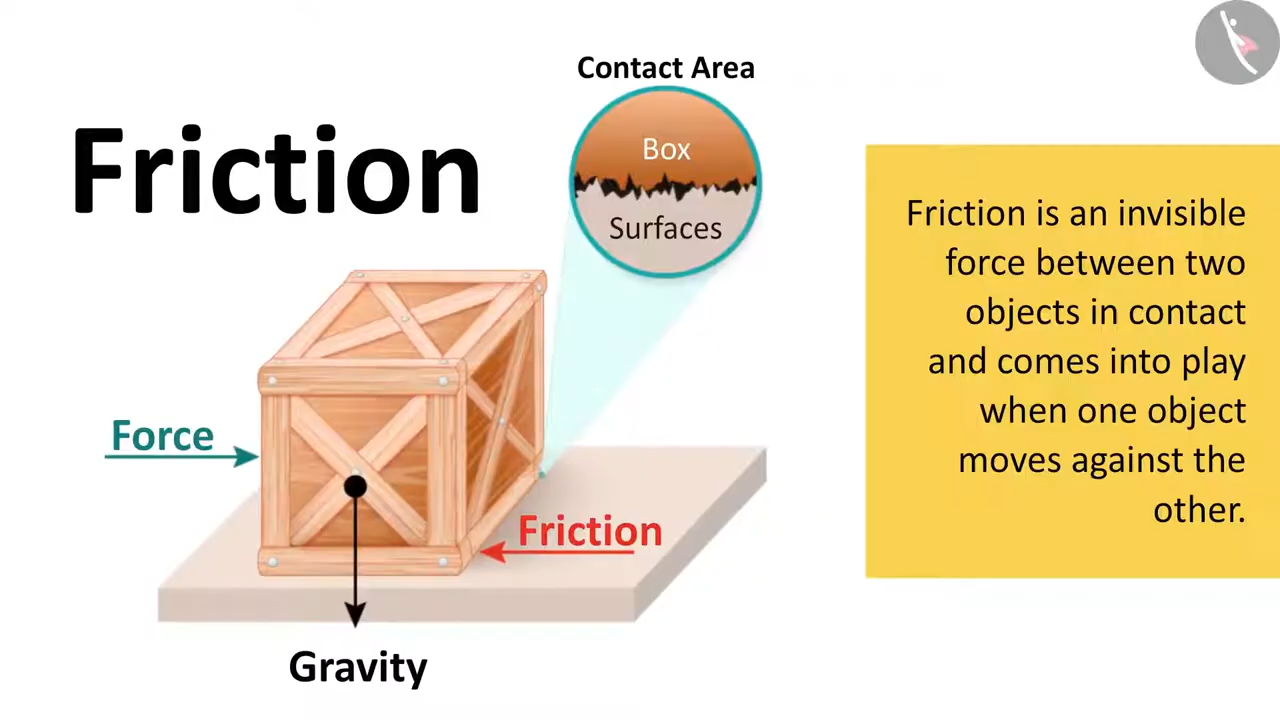 Contact Area
Friction
Box
Surfaces
Force
Friction
Gravity
Friction is an invisible
force between two
objects in contact
and comes into play
when one object
moves against the
other.